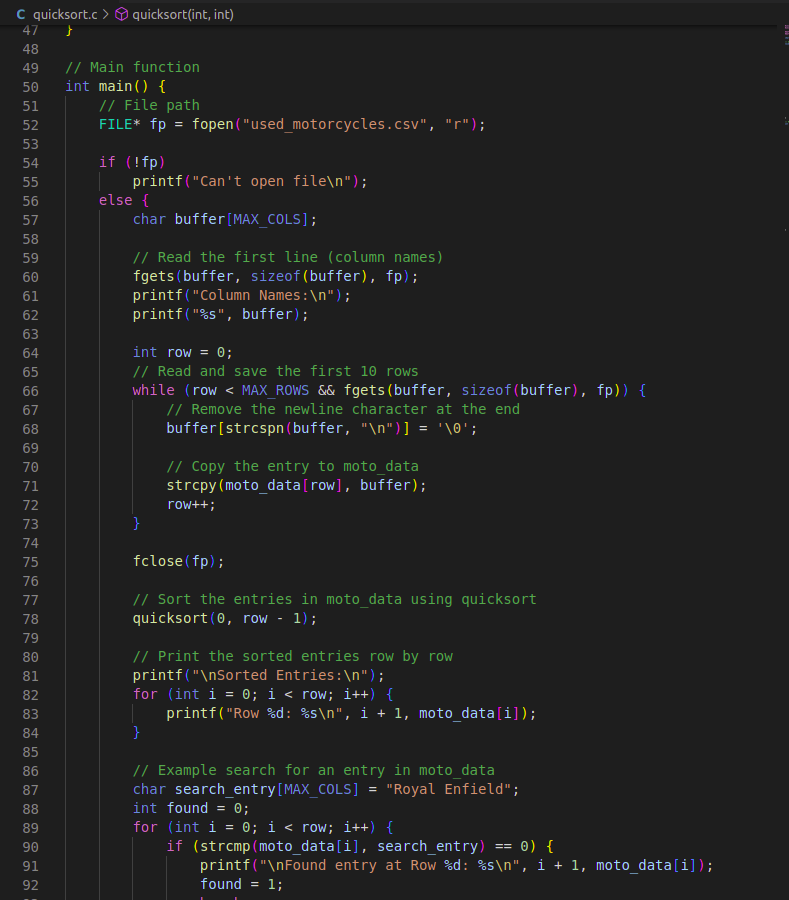 C quicksort.c > quicksort(int, int)
47 }
48
49 // Main function
50 int main() {
51 // File path
52 FILE* fp = fopen("used_motorcycles.csv", "r");
53
54 if (!fp)
55 printf("Can't open file\n");
56 else {
57 char buffer[MAX_COLS];
58
59 // Read the first line (column names)
60 fgets(buffer, sizeof(buffer), fp);
61 printf("Column Names:\n");
62 printf("%s", buffer);
63
64 int row = 0;
65 // Read and save the first 10 rows
66 while (row < MAX_ROWS && fgets(buffer, sizeof(buffer), fp)) {
67 // Remove the newline character at the end
68 buffer[strcspn(buffer, "\n")] = '\0';
69
70 // Copy the entry to moto_data
71 strcpy(moto_data[row], buffer);
72 row++;
73 }
74
75 fclose(fp);
76
77 // Sort the entries in moto_data using quicksort
78 quicksort(0, row - 1);
79
80 // Print the sorted entries row by row
81 printf("\nSorted Entries:\n");
82 for (int i = 0; i < row; i++) {
83 printf("Row %d: %s\n", i + 1, moto_data[i]);
84 }
85
86 // Example search for an entry in moto_data
87 char search_entry[MAX_COLS] = "Royal Enfield";
88 int found = 0;
89 for (int i = 0; i < row; i++) {
90 if (strcmp(moto_data[i], search_entry) == 0) {
91 printf("\nFound entry at Row %d: %s\n", i + 1, moto_data[i]);
92 found = 1;